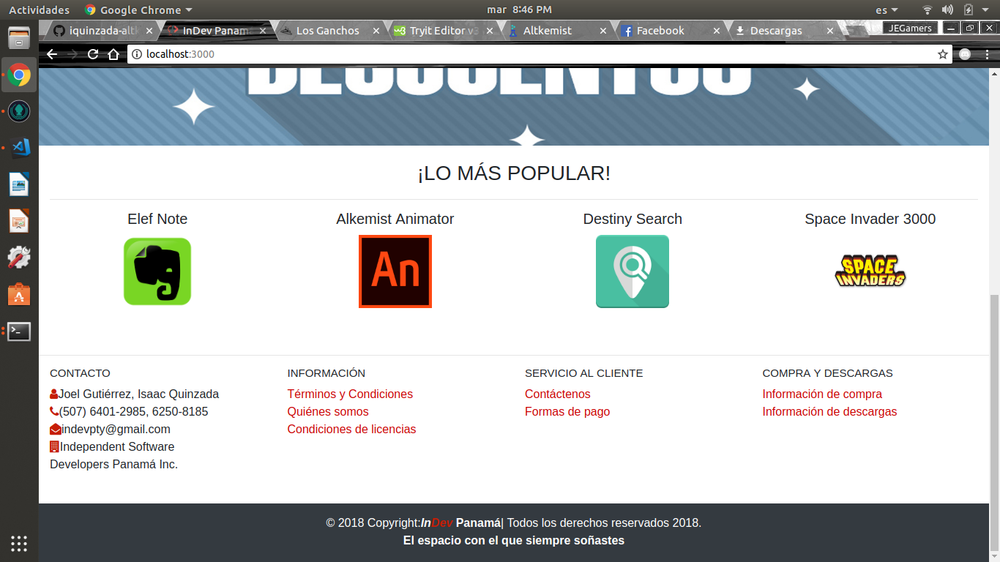 Actividades Google Chrome mar 8:46 PM es
iquinzada-altk InDev Panam Los Ganchos Tryit Editor v3 Altkemist Facebook Descargas JEGamers
localhost:3000
DESCUENTOS
¡LO MÁS POPULAR!
Elef Note Alkemist Animator Destiny Search Space Invader 3000
An SPACE
INVADERS
CONTACTO INFORMACIÓN SERVICIO AL CLIENTE COMPRA Y DESCARGAS
Joel Gutiérrez, Isaac Quinzada Términos y Condiciones Contáctenos Información de compra
(507) 6401-2985, 6250-8185 Quiénes somos Formas de pago Información de descargas
indevpty@gmail.com Condiciones de licencias
Independent Software
Developers Panamá Inc.
© 2018 Copyright:InDev Panamá| Todos los derechos reservados 2018.
El espacio con el que siempre soñastes